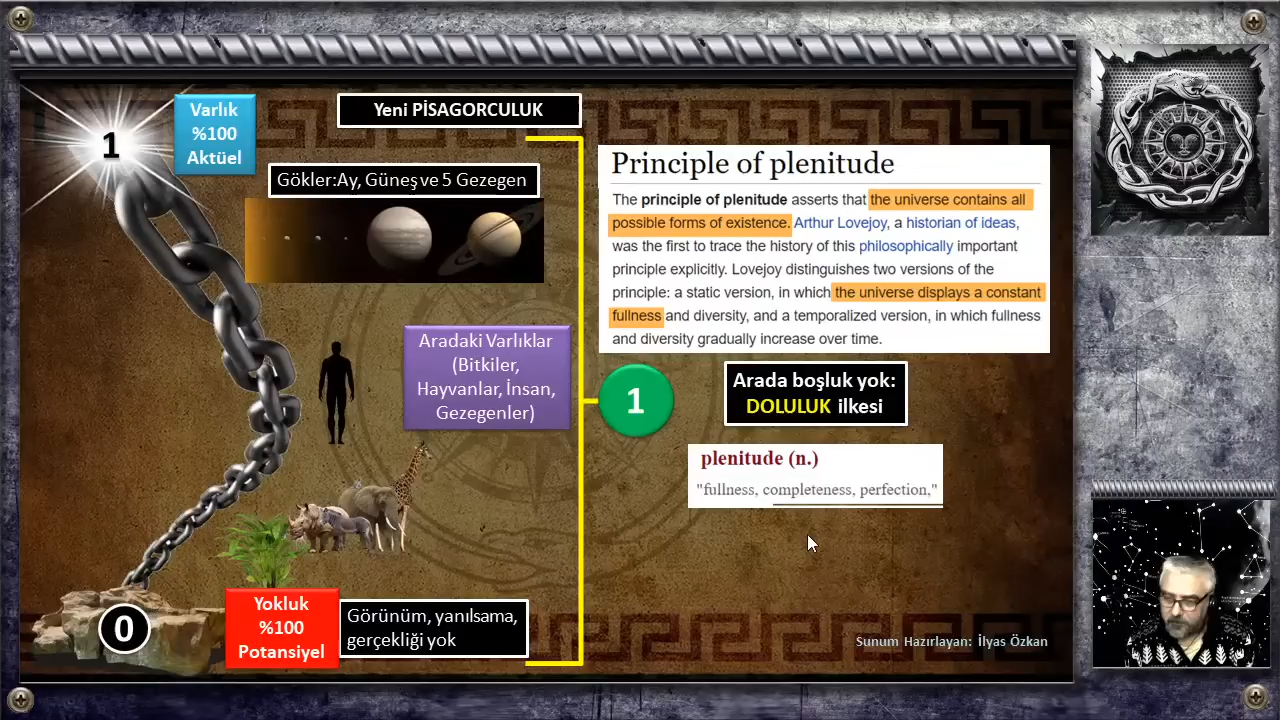 1
Varlık
%100
Aktüel
Yeni PİSAGORCULUK
Gökler:Ay, Güneş ve 5 Gezegen
Principle of plenitude
The principle of plenitude asserts that the universe contains all
possible forms of existence. Arthur Lovejoy, a historian of ideas,
was the first to trace the history of this philosophically important
principle explicitly. Lovejoy distinguishes two versions of the
principle: a static version, in which the universe displays a constant
fullness and diversity, and a temporalized version, in which fullness
and diversity gradually increase over time.
Aradaki Varlıklar
(Bitkiler,
Hayvanlar, İnsan,
Gezegenler)
1
Arada boşluk yok:
DOLULUK ilkesi
plenitude (n.)
"fullness, completeness, perfection,"
0
Yokluk
%100
Potansiyel
Görünüm, yanılsama,
gerçekliği yok
Sunum Hazırlayan: İlyas Özkan